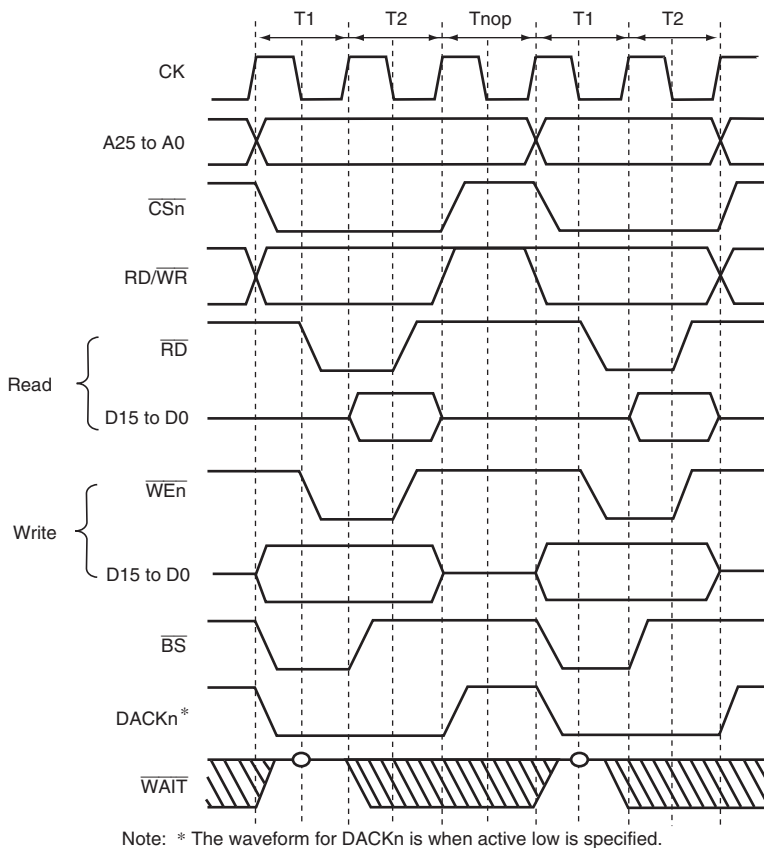 T1 T2 Tnop T1 T2
CK
A25 to A0
CSn
RD/WR
RD
Read
D15 to D0
WEn
Write
D15 to D0
BS
DACKn*
WAIT
Note: * The waveform for DACKn is when active low is specified.